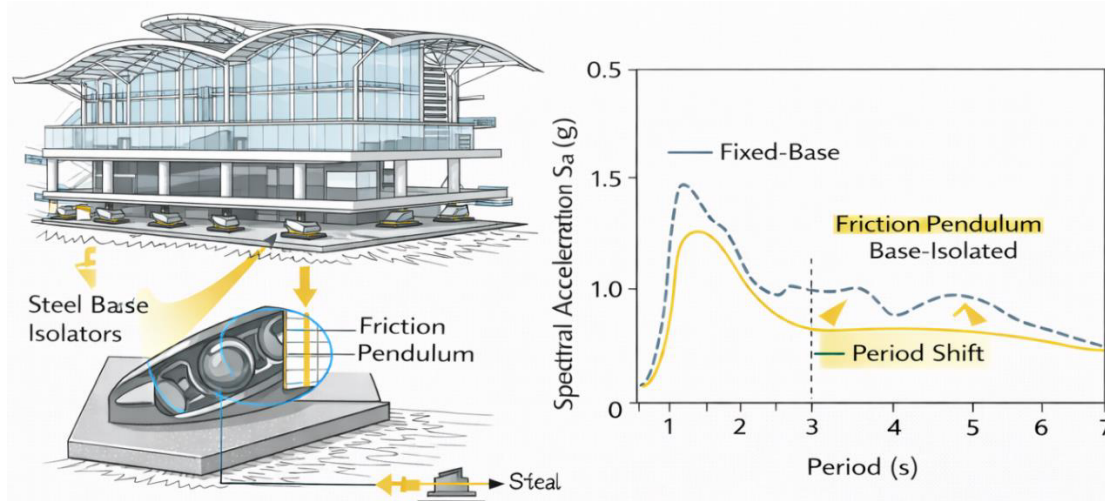 Steel Base
Isolators
Friction
Pendulum
Steal
Spectral Acceleration Sa (g)
0.5
1.5
1.0
0
Fixed-Base
Friction Pendulum
Base-Isolated
Period Shift
1 2 3 4 5 6 7
Period (s)